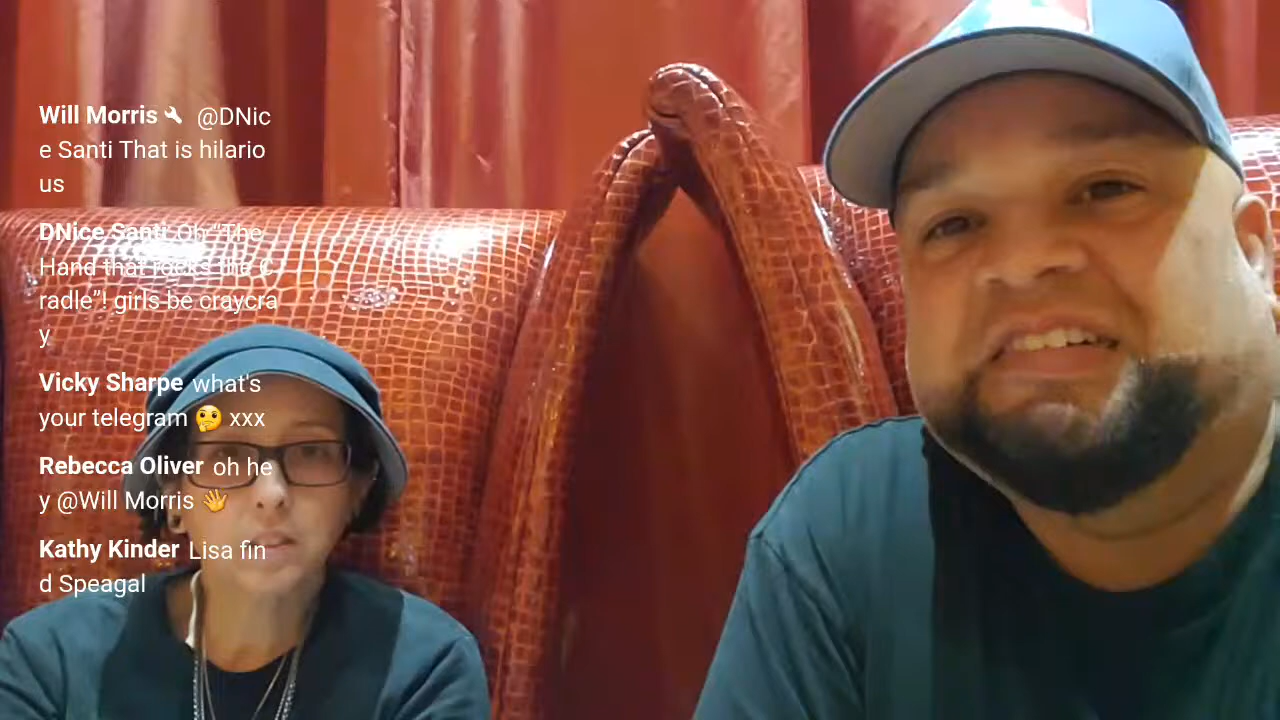 Will Morris @DNic
e Santi That is hilario
us
DNice Santi Oh "The
Hand that rocks the C
radle"! girls be craycra
y
Vicky Sharpe what's
your telegram 🤔 xxx
Rebecca Oliver oh he
y @Will Morris 👋
Kathy Kinder Lisa fin
d Speagal